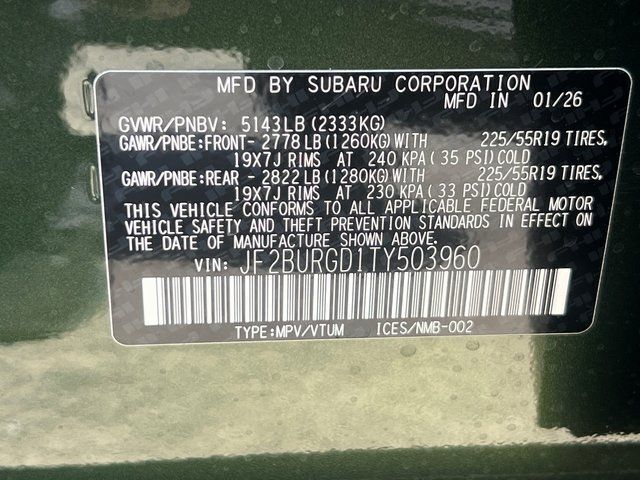 MFD BY SUBARU CORPORATION
MFD IN 01/26
GVWR/PNBV: 5143LB (2333KG)
GAWR/PNBE:FRONT- 2778 LB (1260KG) WITH 225/55R19 TIRES,
19X7J RIMS AT 240 KPA ( 35 PSI) COLD
GAWR/PNBE:REAR - 2822 LB (1280KG) WITH 225/55R19 TIRES,
19X7J RIMS AT 230 KPA ( 33 PSI) COLD
THIS VEHICLE CONFORMS TO ALL APPLICABLE FEDERAL MOTOR
VEHICLE SAFETY AND THEFT PREVENTION STANDARDS IN EFFECT ON
THE DATE OF MANUFACTURE SHOWN ABOVE.
VIN: JF2BURGD1TY503960
TYPE:MPV/VTUM ICES/NMB-002